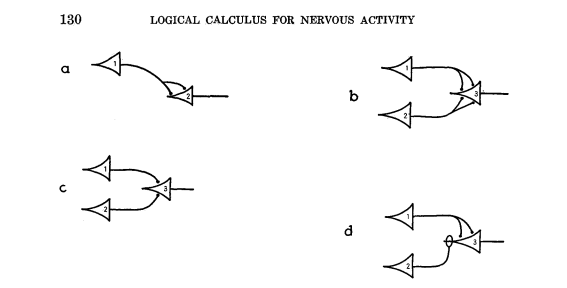 130 LOGICAL CALCULUS FOR NERVOUS ACTIVITY
a 1 2
b 1 2 3
c 1 2 3
d 1 2 3